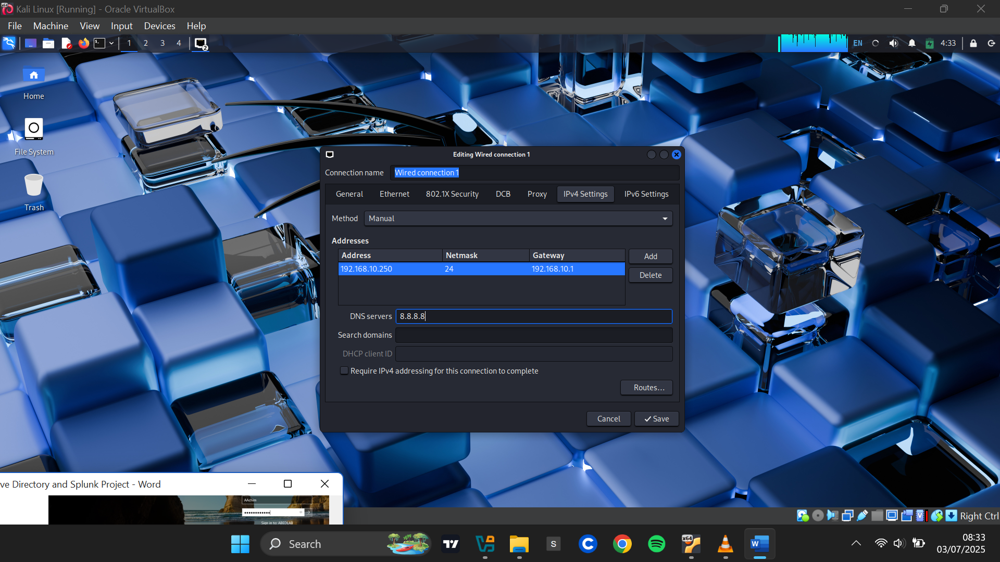 Kali Linux [Running] - Oracle VirtualBox
File Machine View Input Devices Help
1 2 3 4 2 EN 4:33
Home
File System
Trash
Editing Wired connection 1
Connection name Wired connection 1
General Ethernet 802.1X Security DCB Proxy IPv4 Settings IPv6 Settings
Method Manual
Addresses
Address Netmask Gateway Add
192.168.10.250 24 192.168.10.1
Delete
DNS servers 8.8.8.8
Search domains
DHCP client ID
Require IPv4 addressing for this connection to complete
Routes...
Cancel Save
ve Directory and Splunk Project - Word
AAchim
Sign in to: ABEDLAB
Right Ctrl
Search
S
x64
W
08:33
03/07/2025